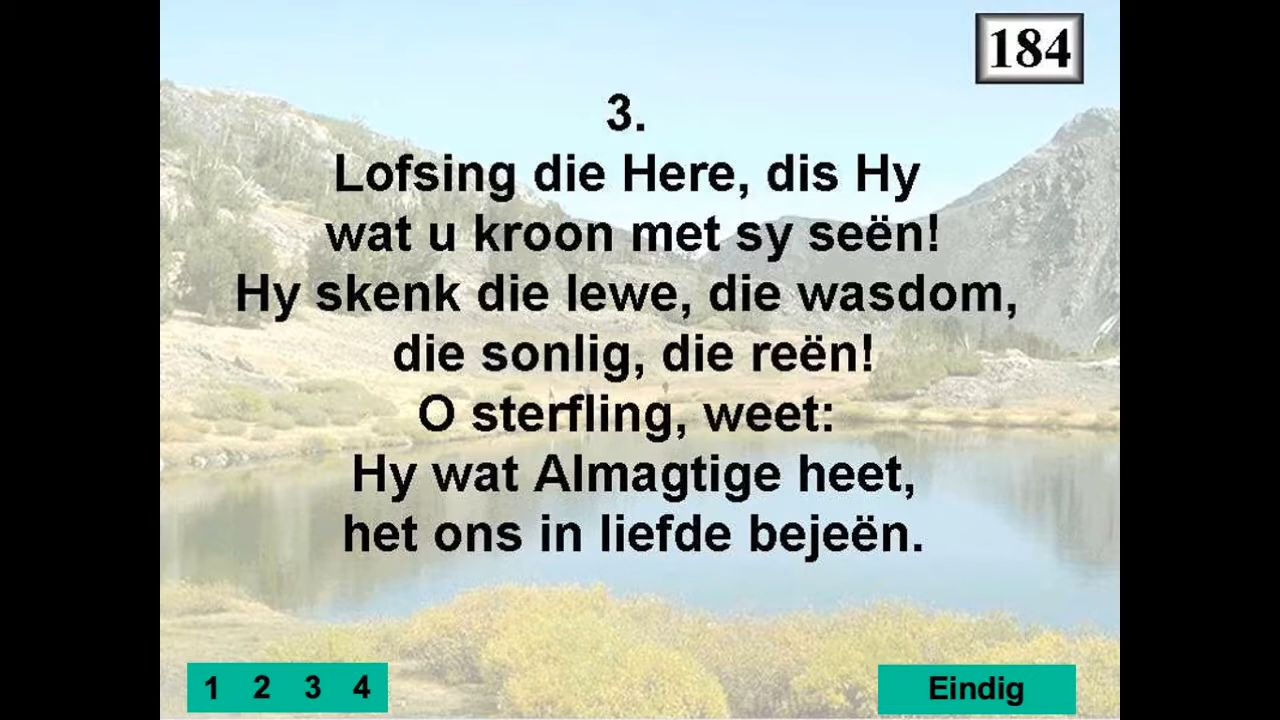 184
3.
Lofsing die Here, dis Hy
wat u kroon met sy seën!
Hy skenk die lewe, die wasdom,
die sonlig, die reën!
O sterfling, weet:
Hy wat Almagtige heet,
het ons in liefde bejeën.
1 2 3 4
Eindig